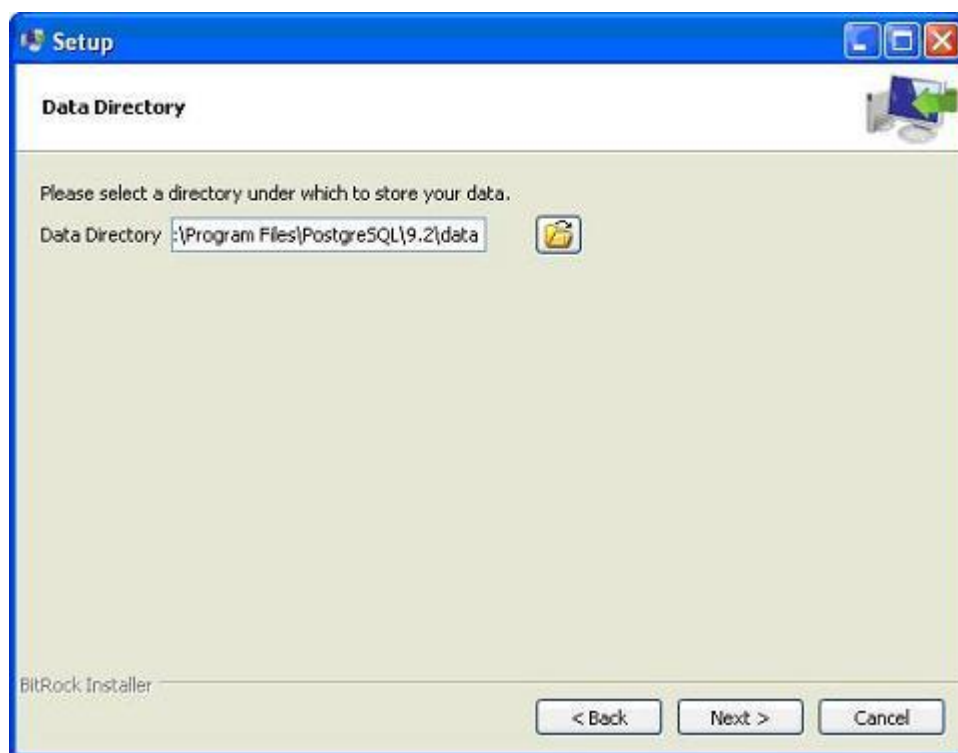 Setup
Data Directory
Please select a directory under which to store your data.
Data Directory :\Program Files\PostgreSQL\9.2\data
BitRock Installer
< Back Next > Cancel